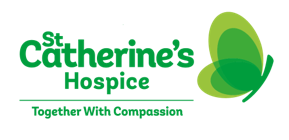 St
Catherine's
Hospice
Together With Compassion